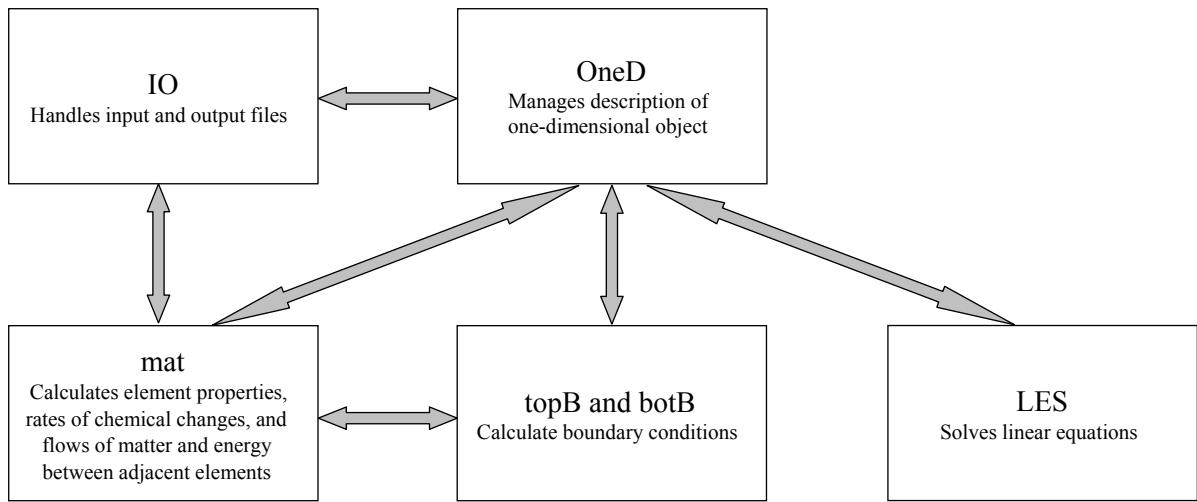 IO
Handles input and output files
OneD
Manages description of
one-dimensional object
mat
Calculates element properties,
rates of chemical changes, and
flows of matter and energy
between adjacent elements
topB and botB
Calculate boundary conditions
LES
Solves linear equations